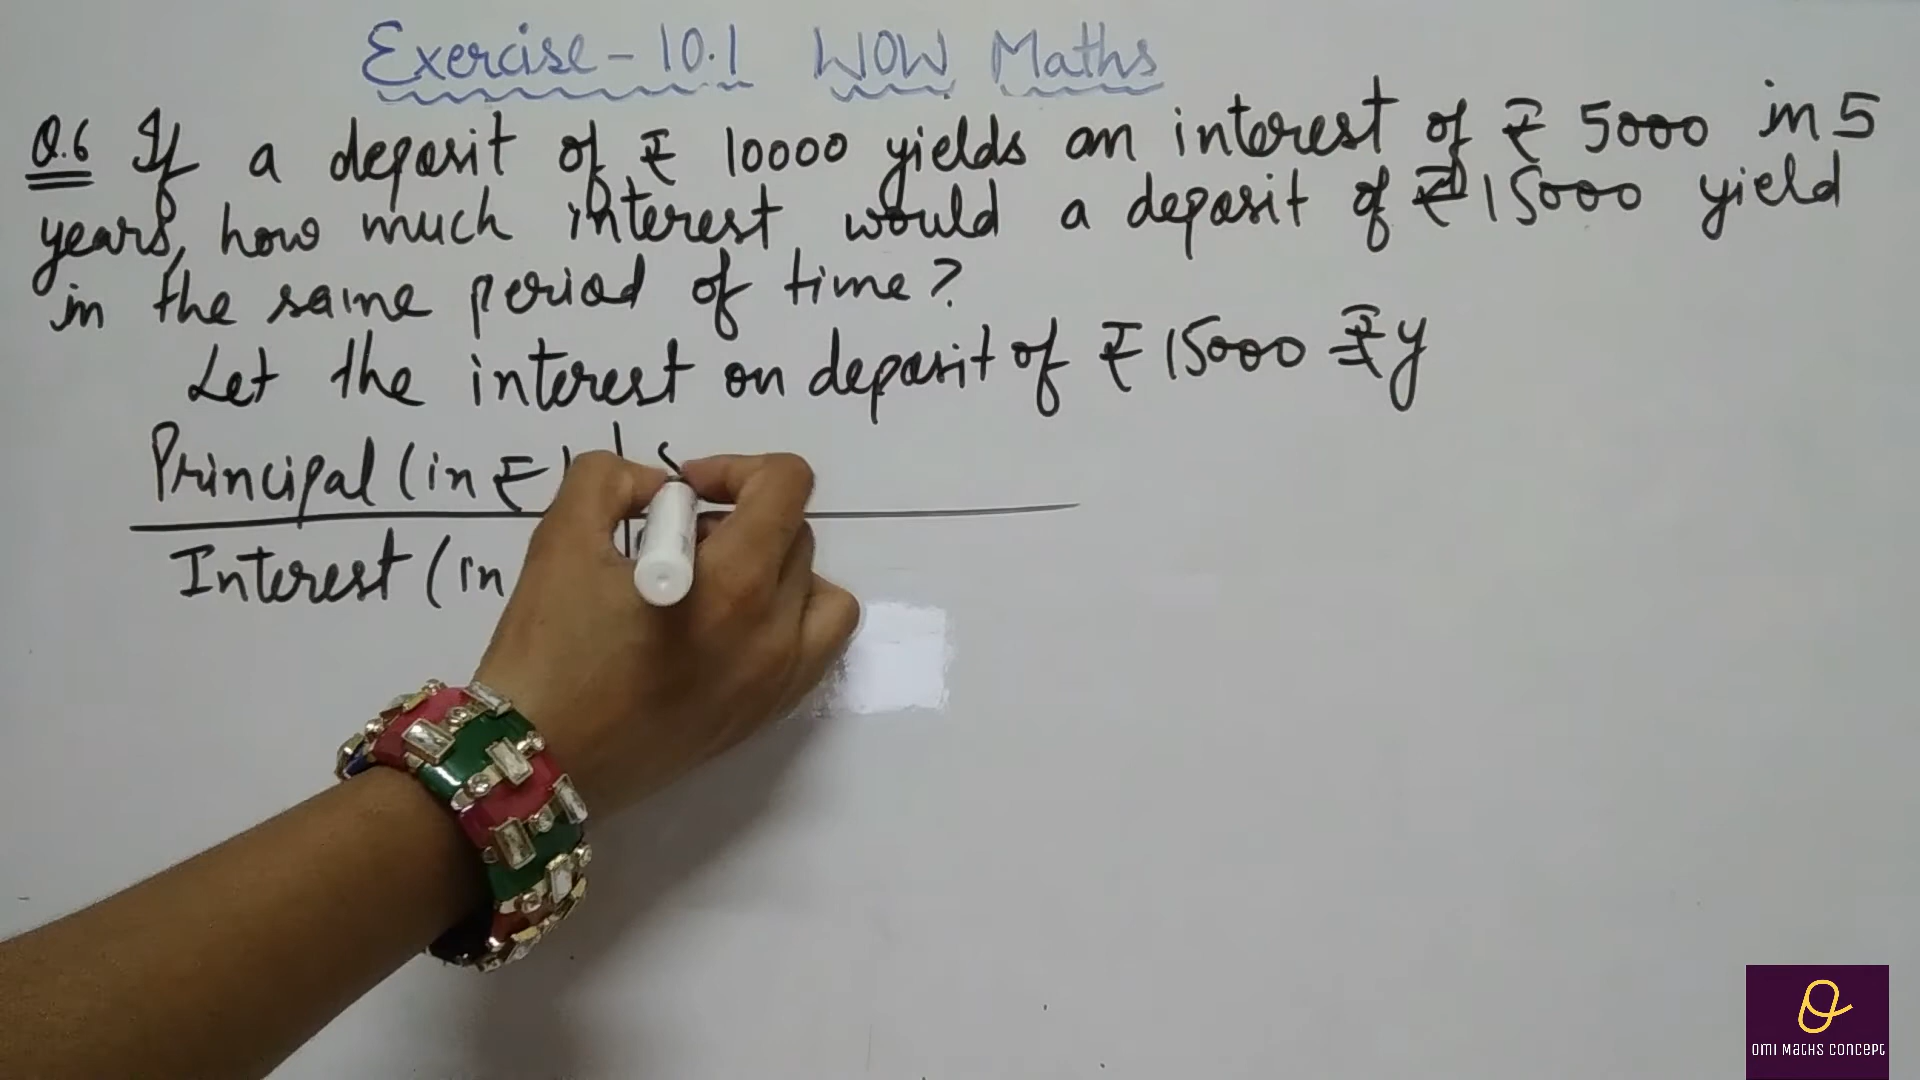 Exercise - 10.1 WOW Maths
Q.6 If a deposit of ₹ 10000 yields an interest of ₹ 5000 in 5
years, how much interest would a deposit of ₹ 15000 yield
in the same period of time?
Let the interest on deposit of ₹ 15000 ₹ y
Principal (in ₹)
Interest (in
OMI MATHS CONCEPT